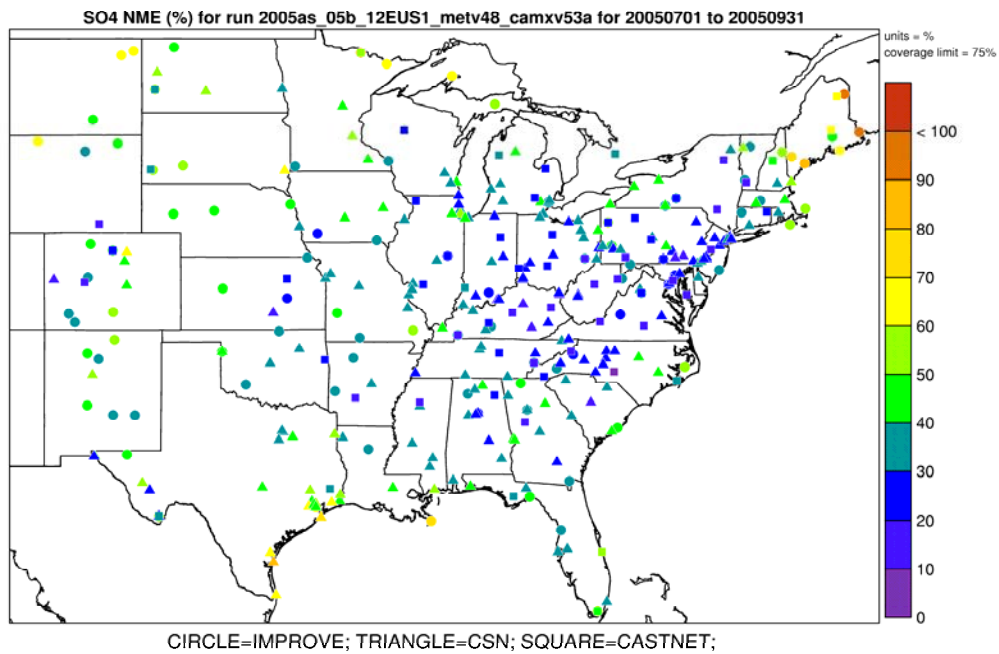 SO4 NME (%) for run 2005as_05b_12EUS1_metv48_camxv53a for 20050701 to 20050931
units = %
coverage limit = 75%
< 100
90
80
70
60
50
40
30
20
10
0
CIRCLE=IMPROVE; TRIANGLE=CSN; SQUARE=CASTNET;